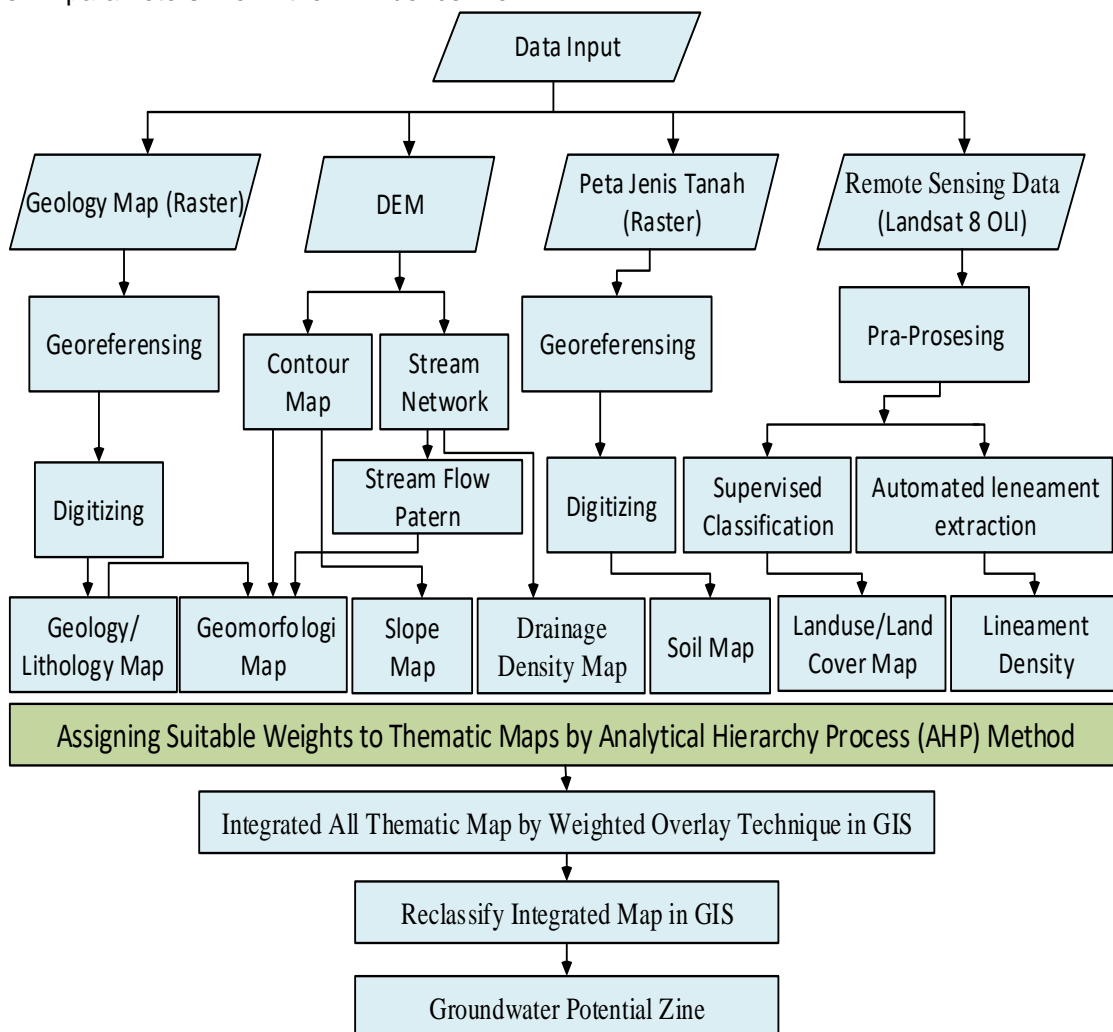 Data Input
Geology Map (Raster)
DEM
Peta Jenis Tanah
(Raster)
Remote Sensing Data
(Landsat 8 OLI)
Georeferensing
Contour
Map
Stream
Network
Georeferensing
Pra-Prosesing
Digitizing
Stream Flow
Patern
Digitizing
Supervised
Classification
Automated leneament
extraction
Geology/
Lithology Map
Geomorfologi
Map
Slope
Map
Drainage
Density Map
Soil Map
Landuse/Land
Cover Map
Lineament
Density
Assigning Suitable Weights to Thematic Maps by Analytical Hierarchy Process (AHP) Method
Integrated All Thematic Map by Weighted Overlay Technique in GIS
Reclassify Integrated Map in GIS
Groundwater Potential Zine